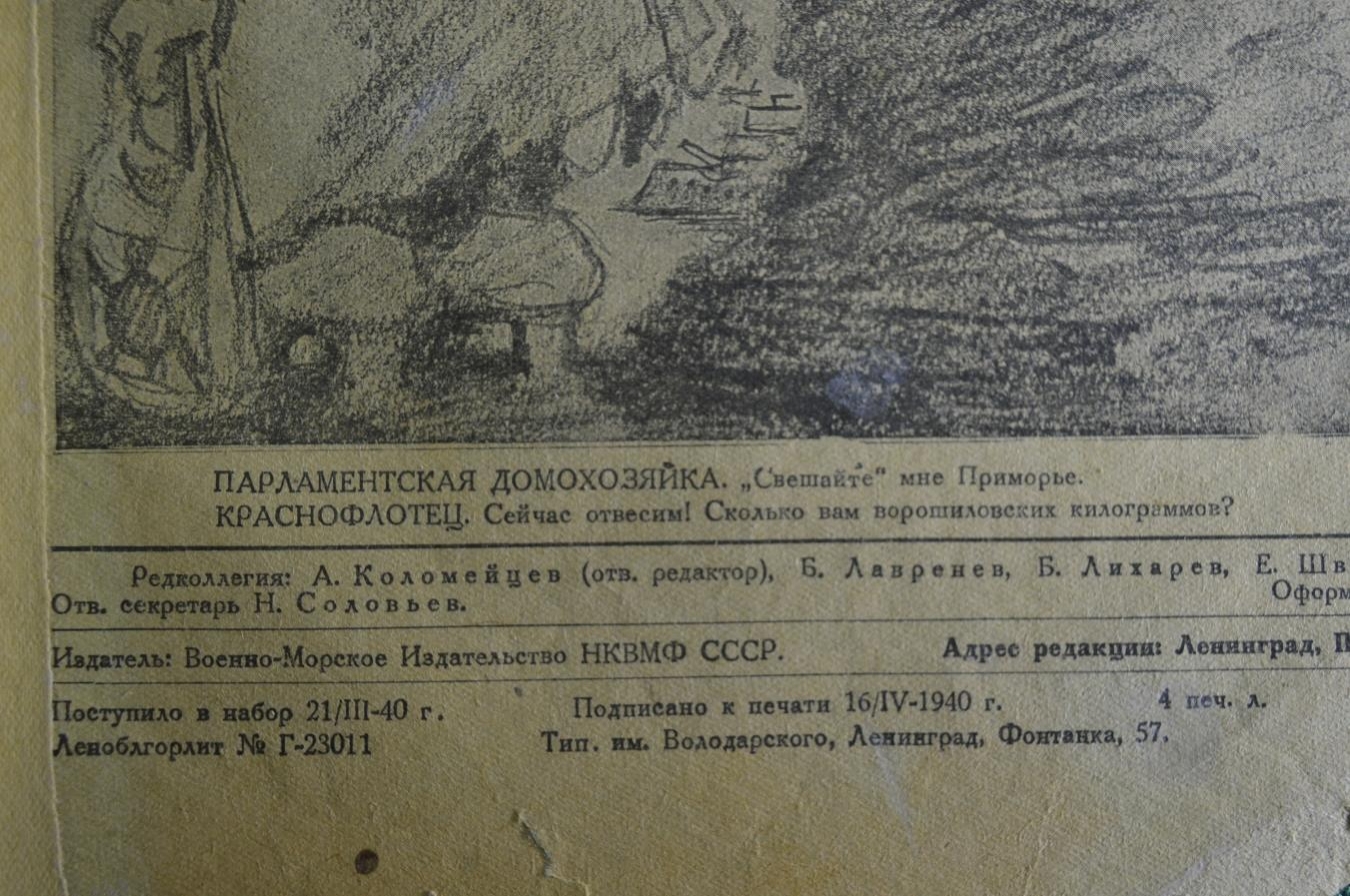 ПАРЛАМЕНТСКАЯ ДОМОХОЗЯЙКА. „Свешайте“ мне Приморье.
КРАСНОФЛОТЕЦ. Сейчас отвесим! Сколько вам ворошиловских килограммов?
Редколлегия: А. Коломейцев (отв. редактор), Б. Лавренев, Б. Лихарев, Е. Шв
Отв. секретарь Н. Соловьев. Оформ
Издатель: Военно-Морское Издательство НКВМФ СССР. Адрес редакции: Ленинград, П
Поступило в набор 21/III-40 г. Подписано к печати 16/IV-1940 г. 4 печ. л.
Леноблгорлит № Г-23011 Тип. им. Володарского, Ленинград, Фонтанка, 57.